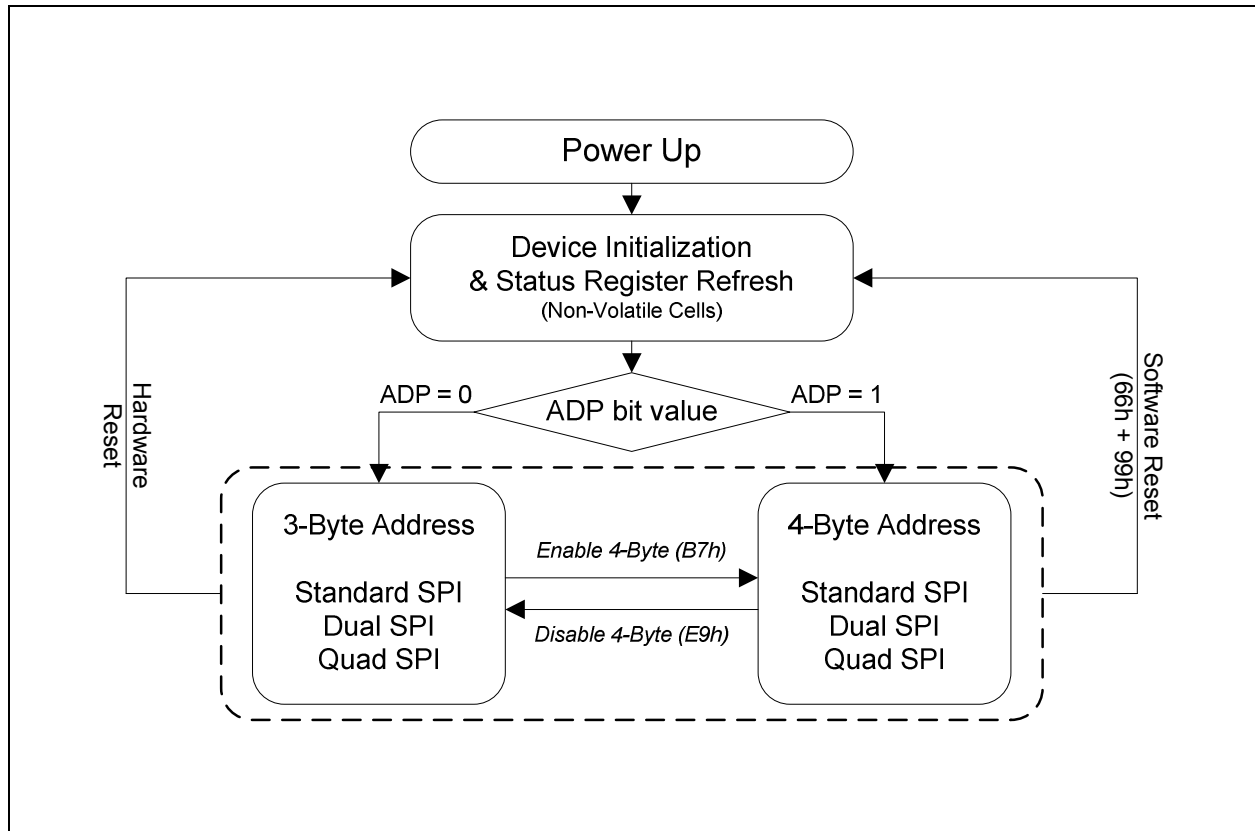 Power Up
Device Initialization
& Status Register Refresh
(Non-Volatile Cells)
ADP = 0
ADP bit value
ADP = 1
Hardware
Reset
Software Reset
(66h + 99h)
3-Byte Address
Standard SPI
Dual SPI
Quad SPI
Enable 4-Byte (B7h)
Disable 4-Byte (E9h)
4-Byte Address
Standard SPI
Dual SPI
Quad SPI